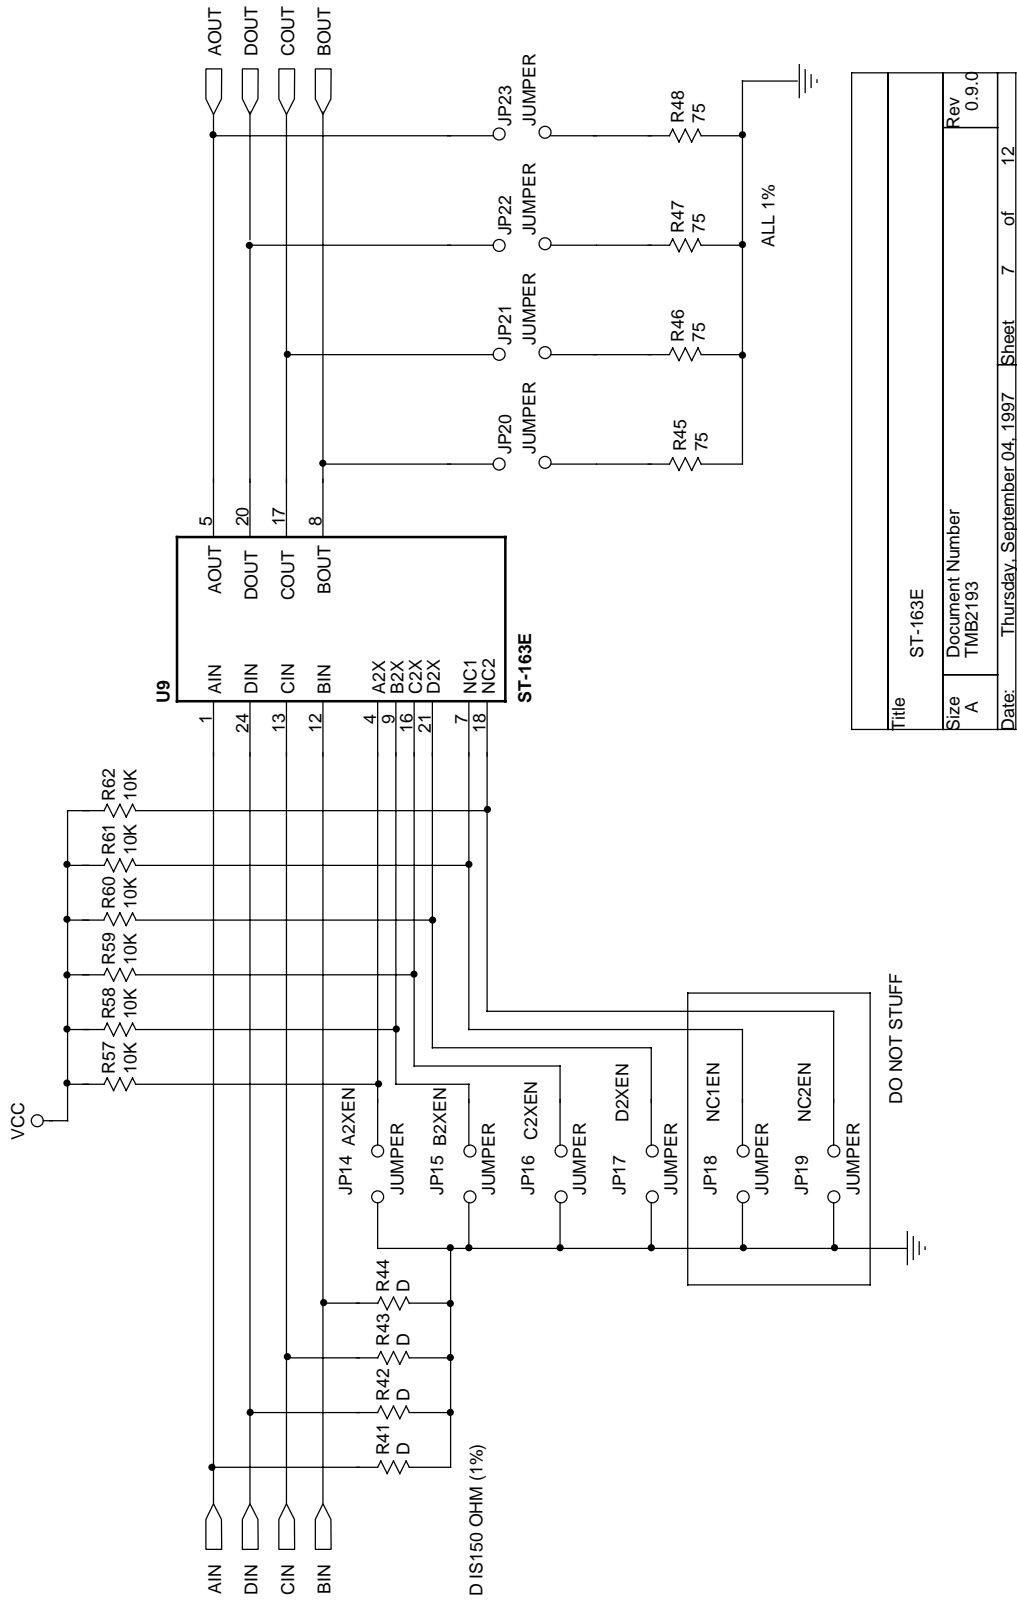 VCC
R57
10K
R58
10K
R59
10K
R60
10K
R61
10K
R62
10K
AIN
DIN
CIN
BIN
R41
D
R42
D
R43
D
R44
D
D IS150 OHM (1%)
JP14 A2XEN
JUMPER
JP15 B2XEN
JUMPER
JP16 C2XEN
JUMPER
JP17 D2XEN
JUMPER
JP18 NC1EN
JUMPER
JP19 NC2EN
JUMPER
DO NOT STUFF
U9
1 AIN
24 DIN
13 CIN
12 BIN
4 A2X
9 B2X
16 C2X
21 D2X
7 NC1
18 NC2
AOUT 5
DOUT 20
COUT 17
BOUT 8
ST-163E
AOUT
DOUT
COUT
BOUT
JP20
JUMPER
JP21
JUMPER
JP22
JUMPER
JP23
JUMPER
R45
75
R46
75
R47
75
R48
75
ALL 1%
Title
ST-163E
Size Document Number Rev
A TMB2193 0.9.0
Date: Thursday, September 04, 1997 Sheet 7 of 12